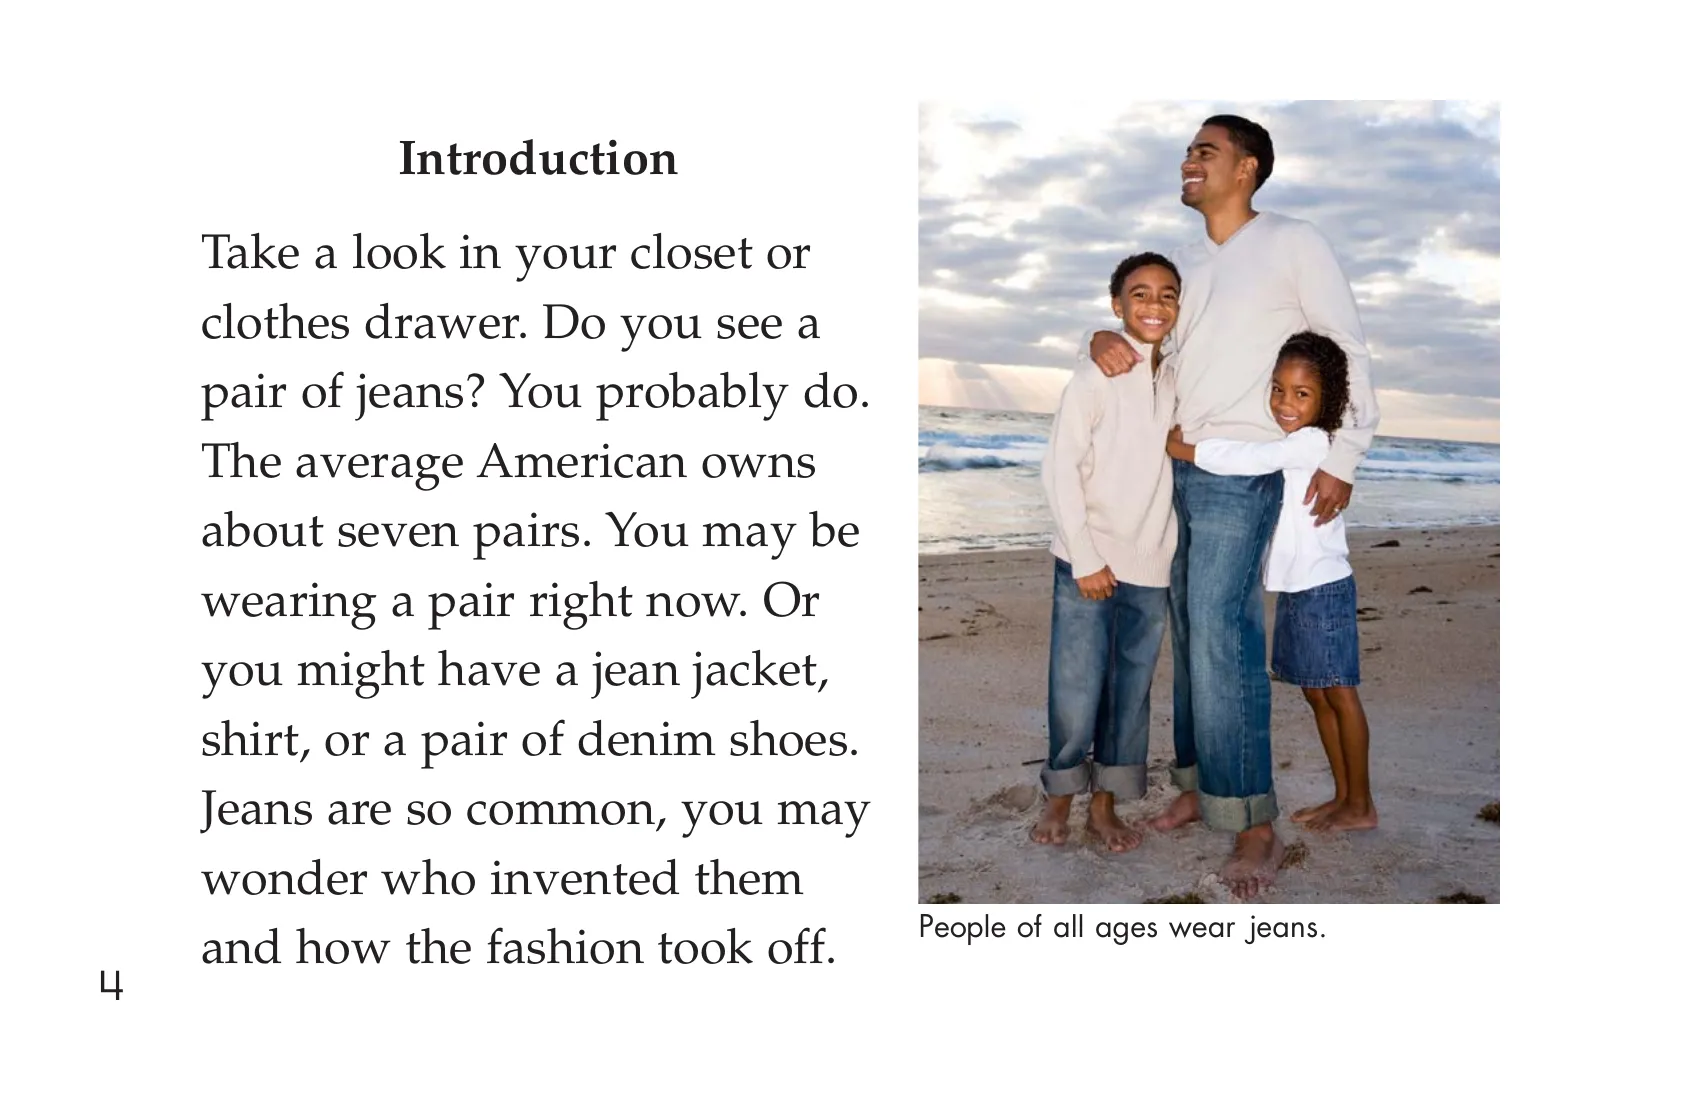 Introduction
Take a look in your closet or
clothes drawer. Do you see a
pair of jeans? You probably do.
The average American owns
about seven pairs. You may be
wearing a pair right now. Or
you might have a jean jacket,
shirt, or a pair of denim shoes.
Jeans are so common, you may
wonder who invented them
and how the fashion took off.
People of all ages wear jeans.
4